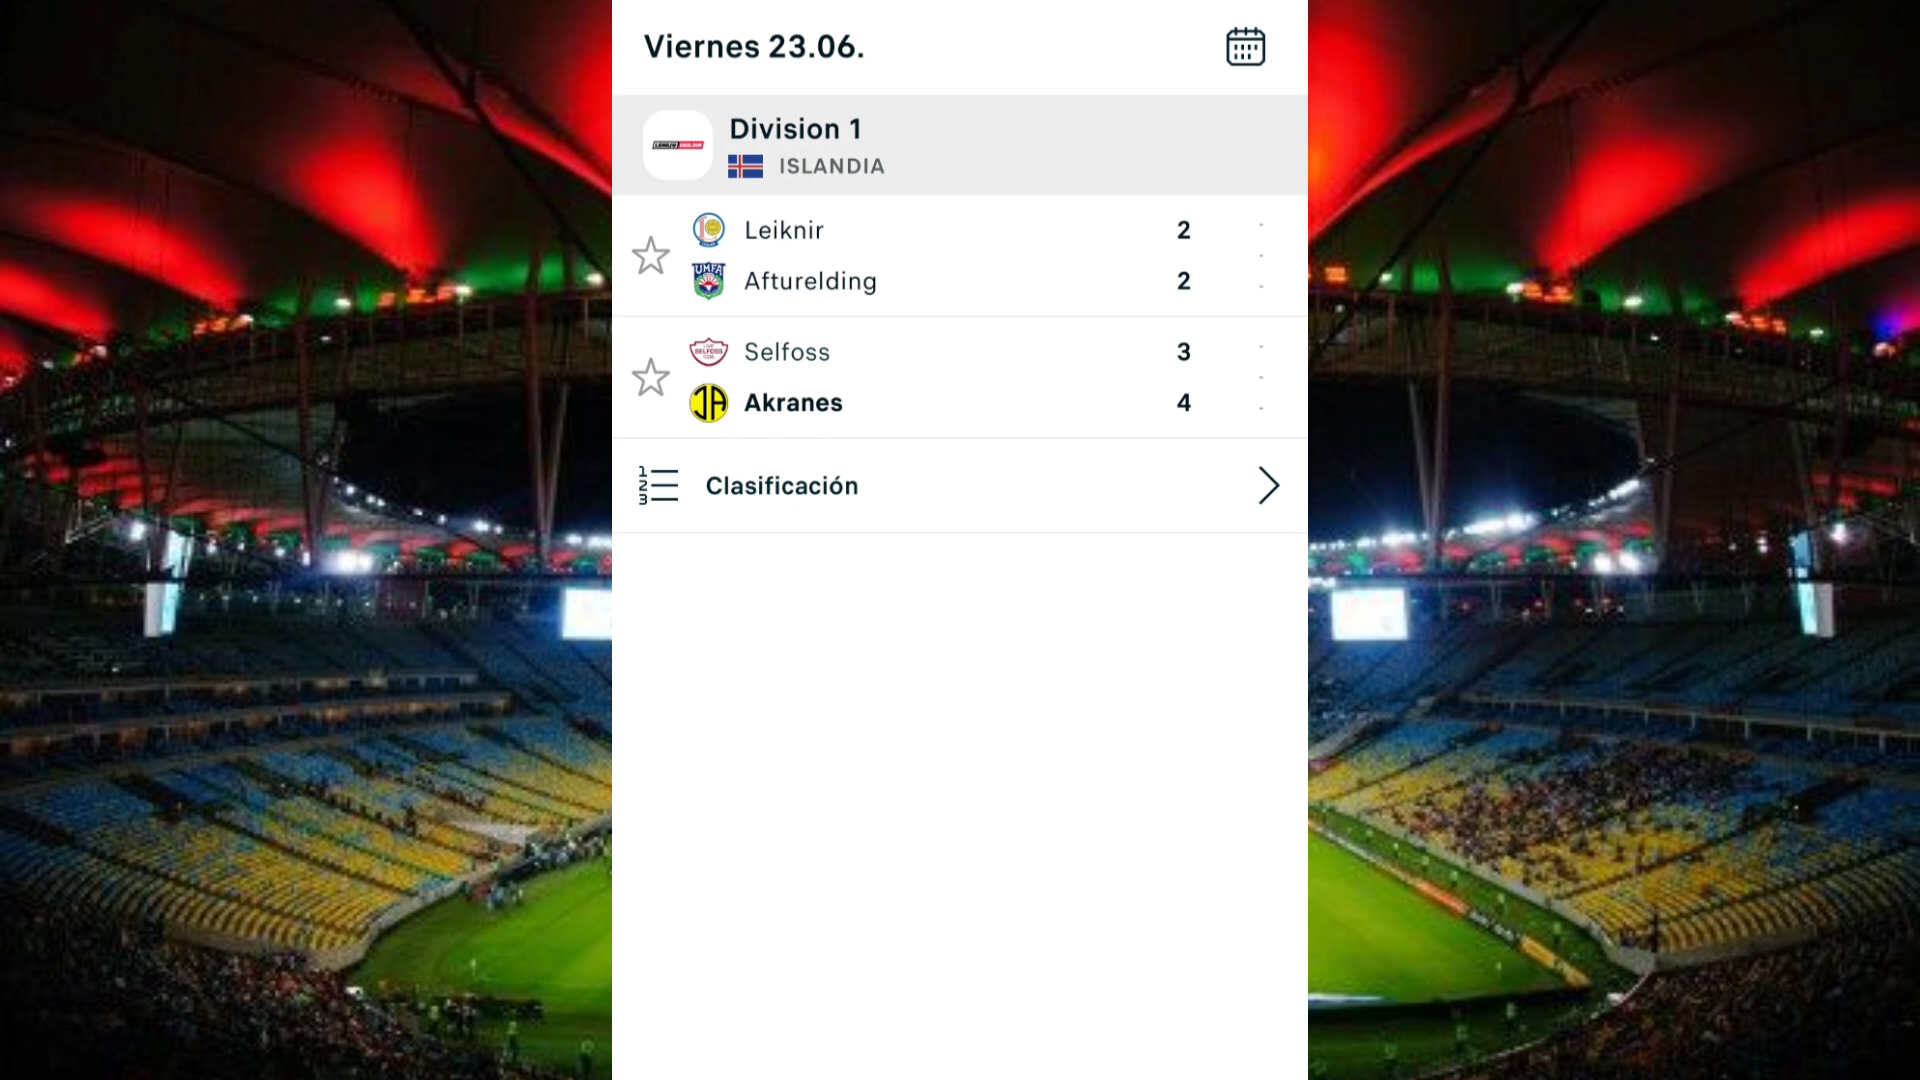 Viernes 23.06.
Division 1
ISLANDIA
Leiknir 2
Afturelding 2
Selfoss 3
Akranes 4
Clasificación